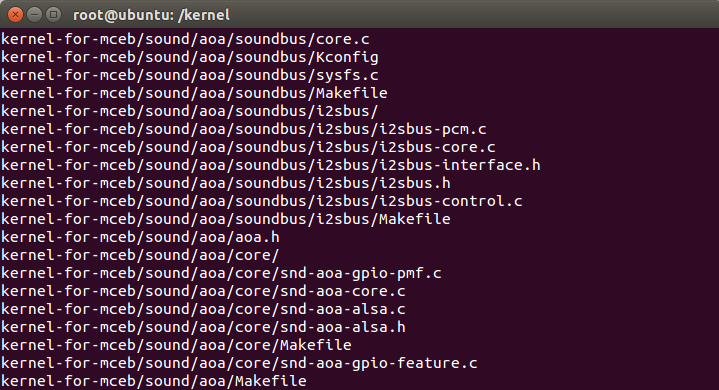 root@ubuntu: /kernel
kernel-for-mceb/sound/aoa/soundbus/core.c
kernel-for-mceb/sound/aoa/soundbus/Kconfig
kernel-for-mceb/sound/aoa/soundbus/sysfs.c
kernel-for-mceb/sound/aoa/soundbus/Makefile
kernel-for-mceb/sound/aoa/soundbus/i2sbus/
kernel-for-mceb/sound/aoa/soundbus/i2sbus/i2sbus-pcm.c
kernel-for-mceb/sound/aoa/soundbus/i2sbus/i2sbus-core.c
kernel-for-mceb/sound/aoa/soundbus/i2sbus/i2sbus-interface.h
kernel-for-mceb/sound/aoa/soundbus/i2sbus/i2sbus.h
kernel-for-mceb/sound/aoa/soundbus/i2sbus/i2sbus-control.c
kernel-for-mceb/sound/aoa/soundbus/i2sbus/Makefile
kernel-for-mceb/sound/aoa/aoa.h
kernel-for-mceb/sound/aoa/core/
kernel-for-mceb/sound/aoa/core/snd-aoa-gpio-pmf.c
kernel-for-mceb/sound/aoa/core/snd-aoa-core.c
kernel-for-mceb/sound/aoa/core/snd-aoa-alsa.c
kernel-for-mceb/sound/aoa/core/snd-aoa-alsa.h
kernel-for-mceb/sound/aoa/core/Makefile
kernel-for-mceb/sound/aoa/core/snd-aoa-gpio-feature.c
kernel-for-mceb/sound/aoa/Makefile